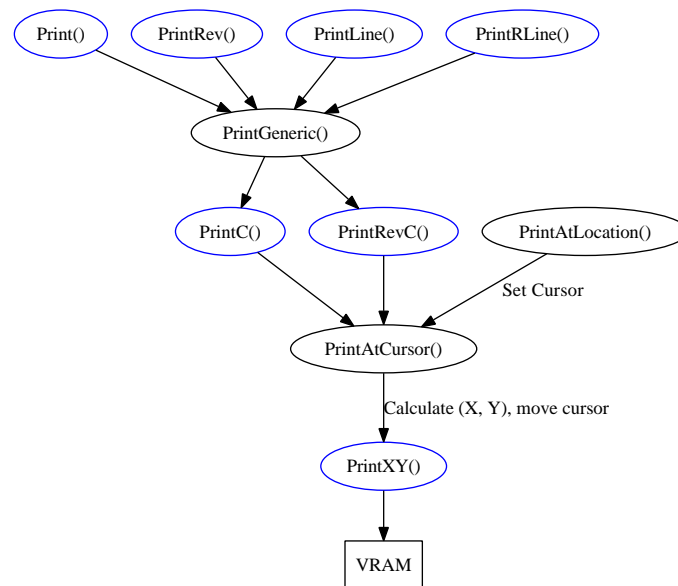 Print()
PrintRev()
PrintLine()
PrintRLine()
PrintGeneric()
PrintC()
PrintRevC()
PrintAtLocation()
Set Cursor
PrintAtCursor()
Calculate (X, Y), move cursor
PrintXY()
VRAM